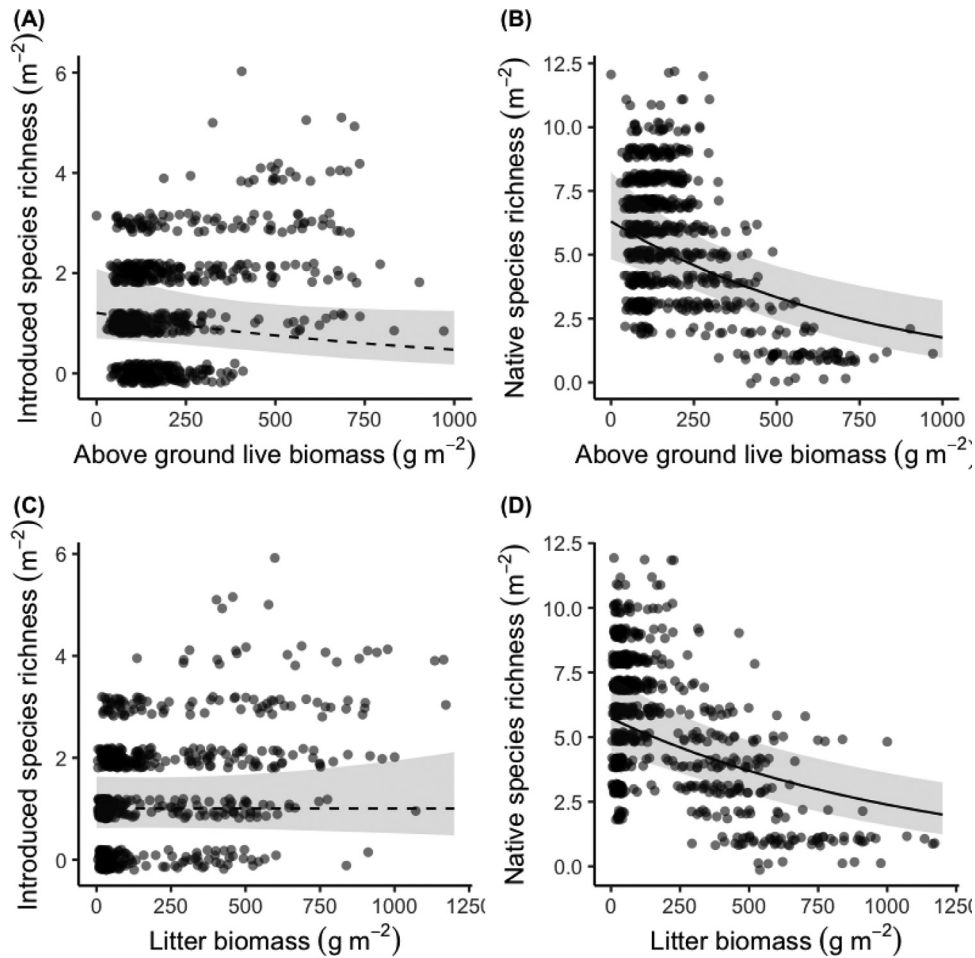 (A)
Introduced species richness (m⁻²)
6
4
2
0
0 250 500 750 1000
Above ground live biomass (g m⁻²)
(B)
Native species richness (m⁻²)
12.5
10.0
7.5
5.0
2.5
0.0
0 250 500 750 1000
Above ground live biomass (g m⁻²)
(C)
Introduced species richness (m⁻²)
6
4
2
0
0 250 500 750 1000 1250
Litter biomass (g m⁻²)
(D)
Native species richness (m⁻²)
12.5
10.0
7.5
5.0
2.5
0.0
0 250 500 750 1000 125
Litter biomass (g m⁻²)